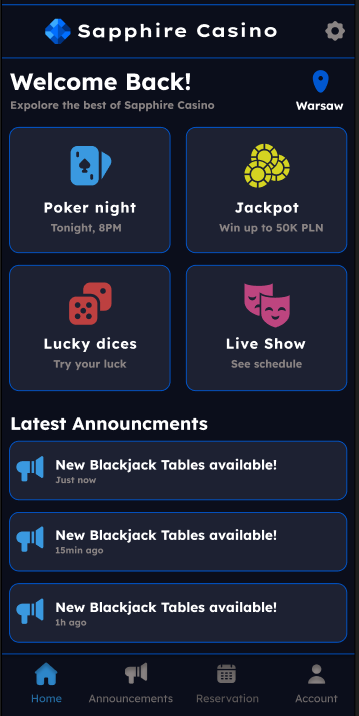 Sapphire Casino
Welcome Back!
Expolore the best of Sapphire Casino
Warsaw
Poker night
Tonight, 8PM
Jackpot
Win up to 50K PLN
Lucky dices
Try your luck
Live Show
See schedule
Latest Announcments
New Blackjack Tables available!
Just now
New Blackjack Tables available!
15min ago
New Blackjack Tables available!
1h ago
Home
Announcements
Reservation
Account